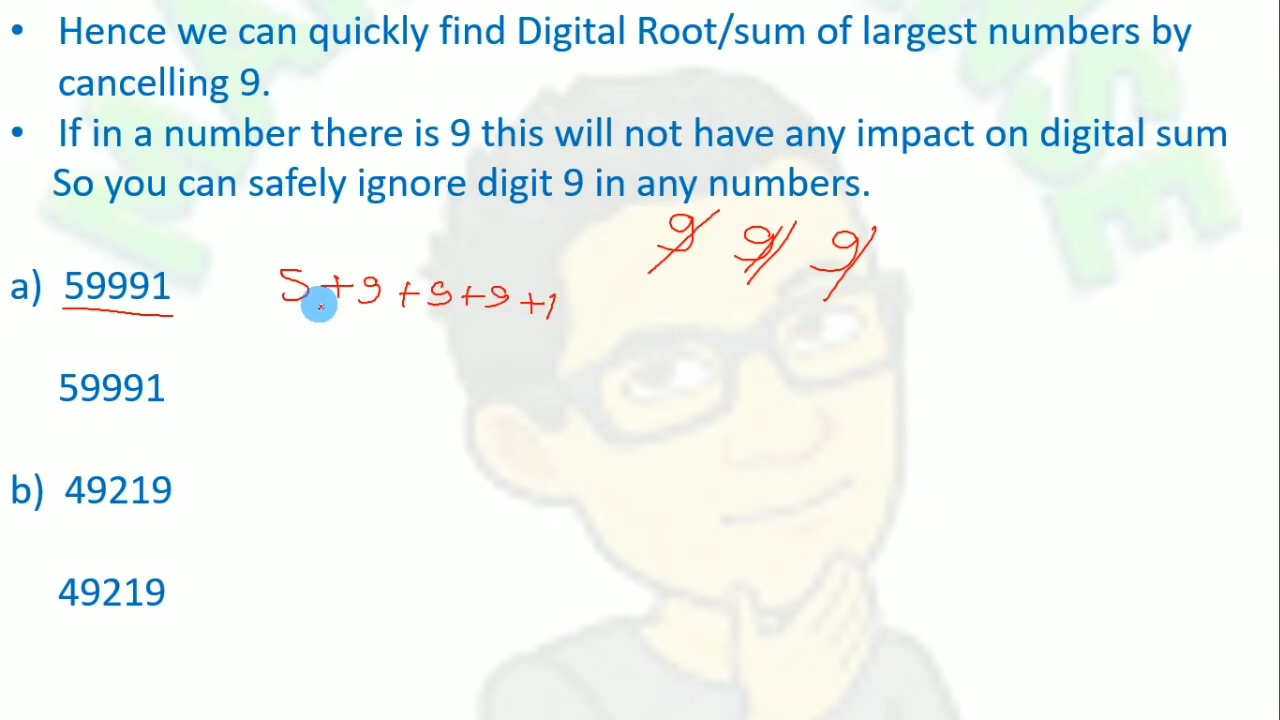 • Hence we can quickly find Digital Root/sum of largest numbers by
cancelling 9.
• If in a number there is 9 this will not have any impact on digital sum
So you can safely ignore digit 9 in any numbers.
9 9 9
a) 59991 5+9+9+9+1
59991
b) 49219
49219